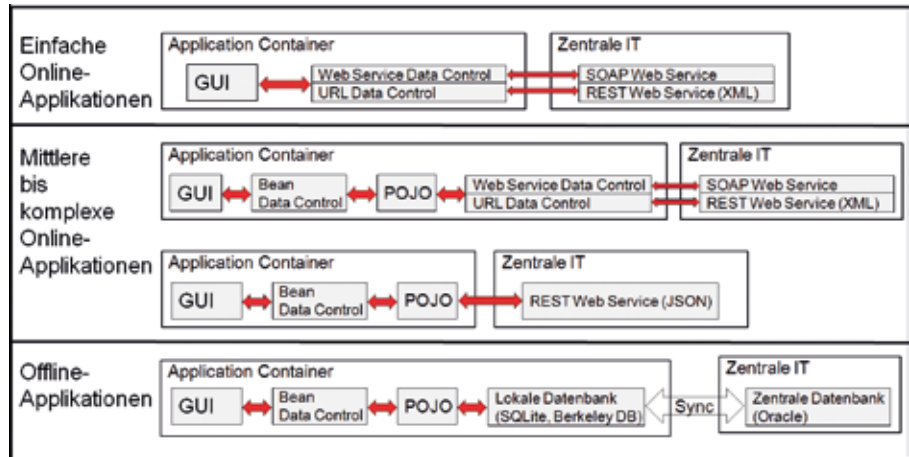 Einfache
Online-
Applikationen
Application Container
GUI
Web Service Data Control
URL Data Control
Zentrale IT
SOAP Web Service
REST Web Service (XML)
Mittlere
bis
komplexe
Online-
Applikationen
Application Container
GUI
Bean
Data Control
POJO
Web Service Data Control
URL Data Control
Zentrale IT
SOAP Web Service
REST Web Service (XML)
Application Container
GUI
Bean
Data Control
POJO
Zentrale IT
REST Web Service (JSON)
Offline-
Applikationen
Application Container
GUI
Bean
Data Control
POJO
Lokale Datenbank
(SQLite, Berkeley DB)
Sync
Zentrale IT
Zentrale Datenbank
(Oracle)